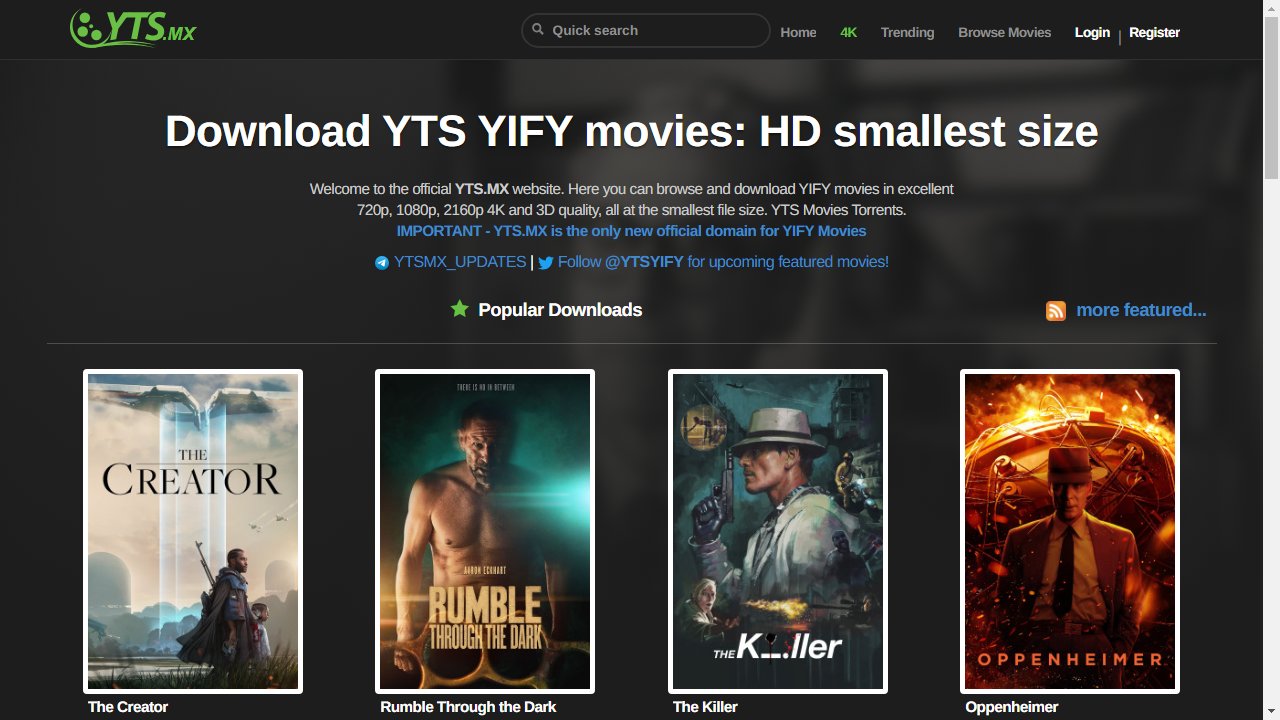 YTS.MX
Quick search
Home
4K
Trending
Browse Movies
Login | Register
Download YTS YIFY movies: HD smallest size
Welcome to the official YTS.MX website. Here you can browse and download YIFY movies in excellent
720p, 1080p, 2160p 4K and 3D quality, all at the smallest file size. YTS Movies Torrents.
IMPORTANT - YTS.MX is the only new official domain for YIFY Movies
YTSMX_UPDATES | Follow @YTSYIFY for upcoming featured movies!
Popular Downloads
more featured...
THE
CREATOR
THERE IS NO IN BETWEEN
AARON ECKHART
RUMBLE
THROUGH THE DARK
THE K...ller
OPPENHEIMER
The Creator
Rumble Through the Dark
The Killer
Oppenheimer